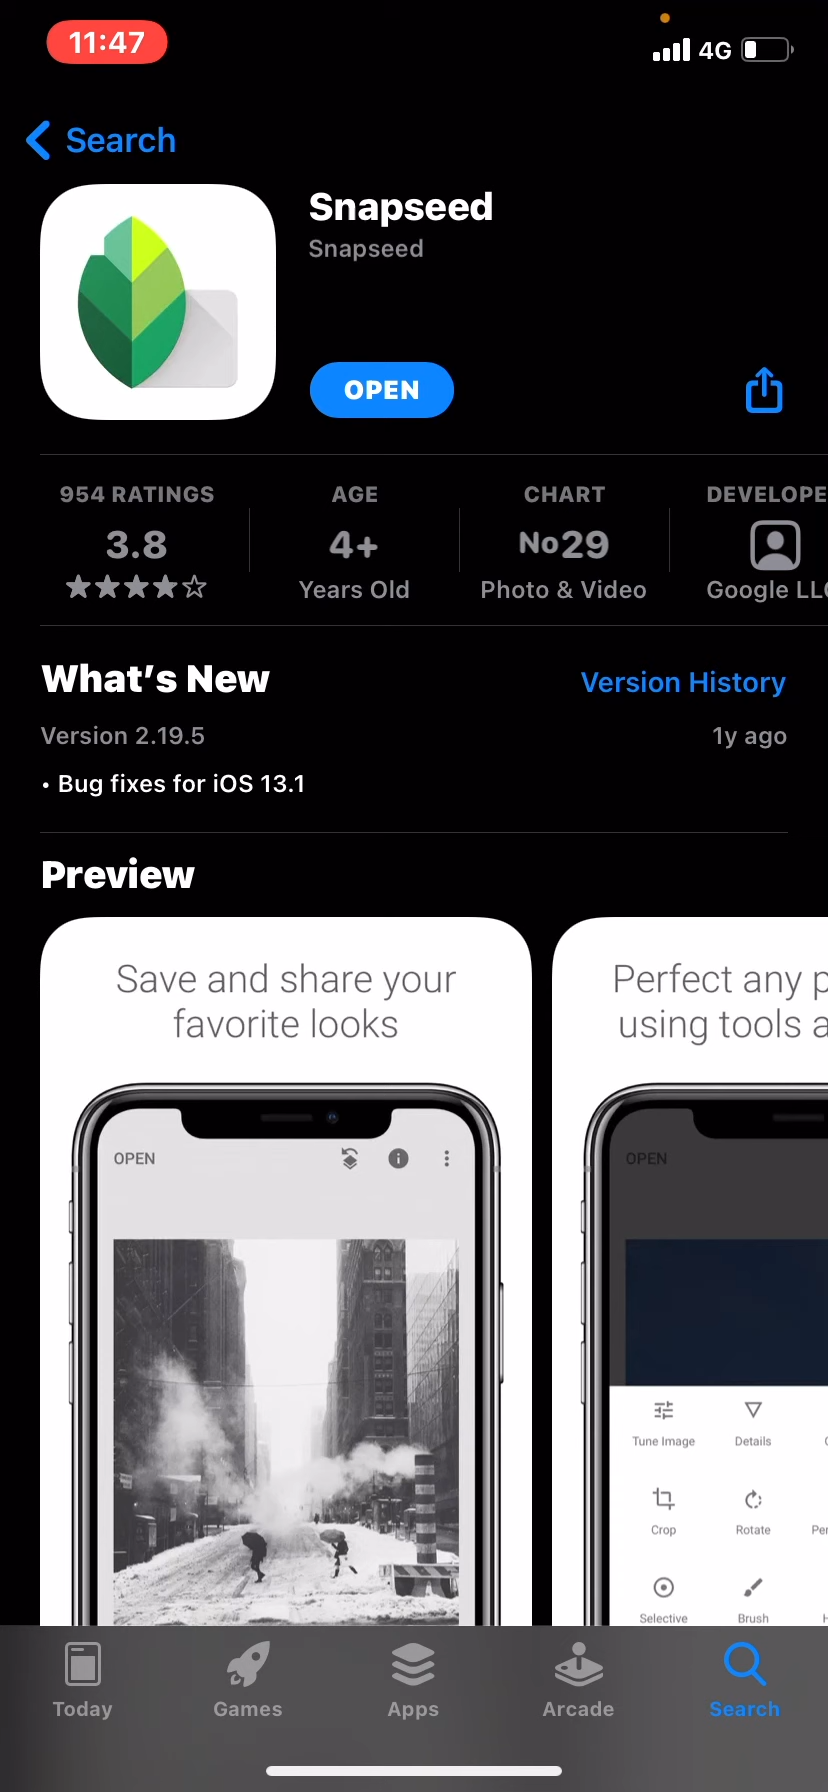 11:47
4G
Search
Snapseed
Snapseed
OPEN
954 RATINGS
3.8
AGE
4+
Years Old
CHART
No29
Photo & Video
DEVELOPE
Google LLC
What’s New
Version History
Version 2.19.5
1y ago
• Bug fixes for iOS 13.1
Preview
Save and share your
favorite looks
OPEN
Perfect any p
using tools a
OPEN
Tune Image
Details
Crop
Rotate
Per
Selective
Brush
Today
Games
Apps
Arcade
Search